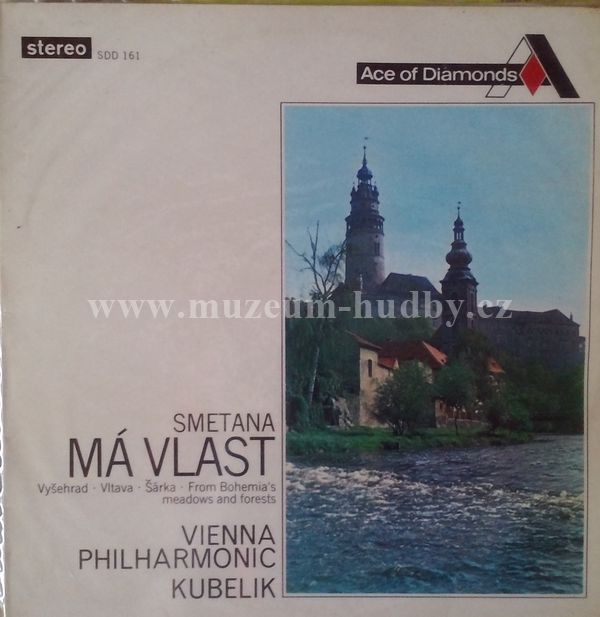 stereo SDD 161
Ace of Diamonds
www.muzeum-hudby.cz
SMETANA
MÁ VLAST
Vyšehrad · Vltava · Šárka · From Bohemia's
meadows and forests
VIENNA
PHILHARMONIC
KUBELIK